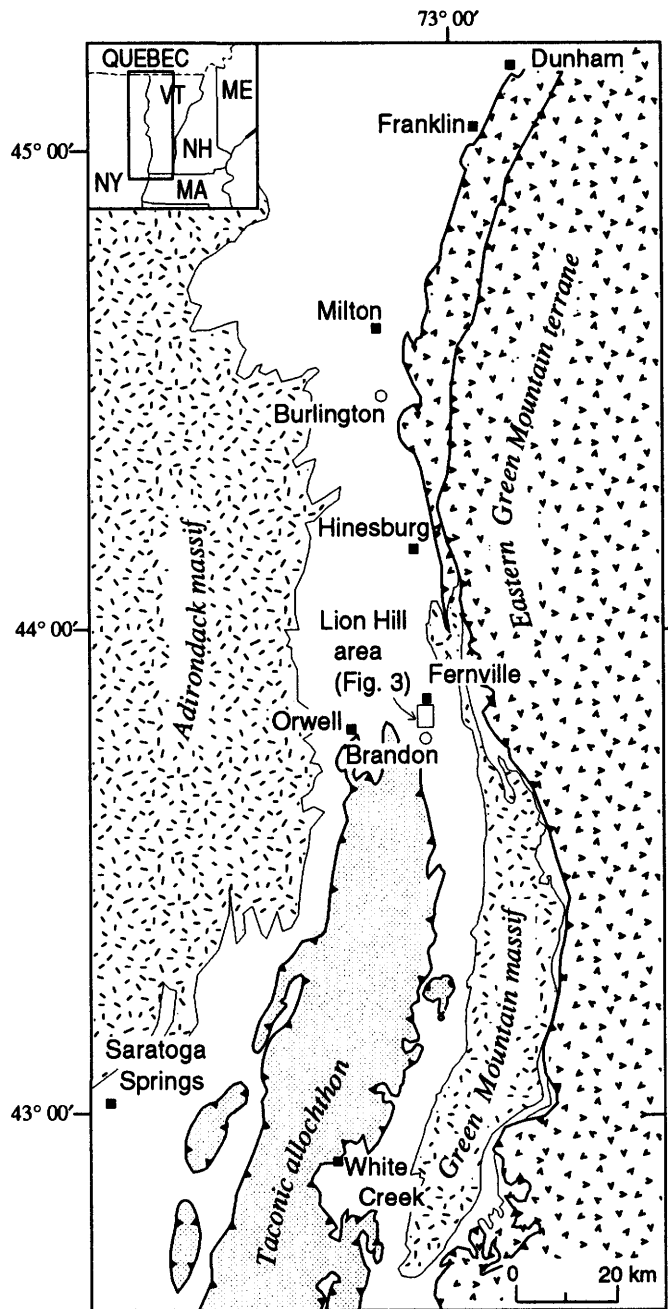 73° 00′
QUEBEC
VT
ME
NH
NY
MA
Dunham
Franklin
45° 00′
Milton
Burlington
Eastern Green Mountain terrane
Hinesburg
Adirondack massif
44° 00′
Lion Hill
area
(Fig. 3)
Fernville
Orwell
Brandon
Green Mountain massif
Saratoga
Springs
43° 00′
Taconic allochthon
White
Creek
0 20 km